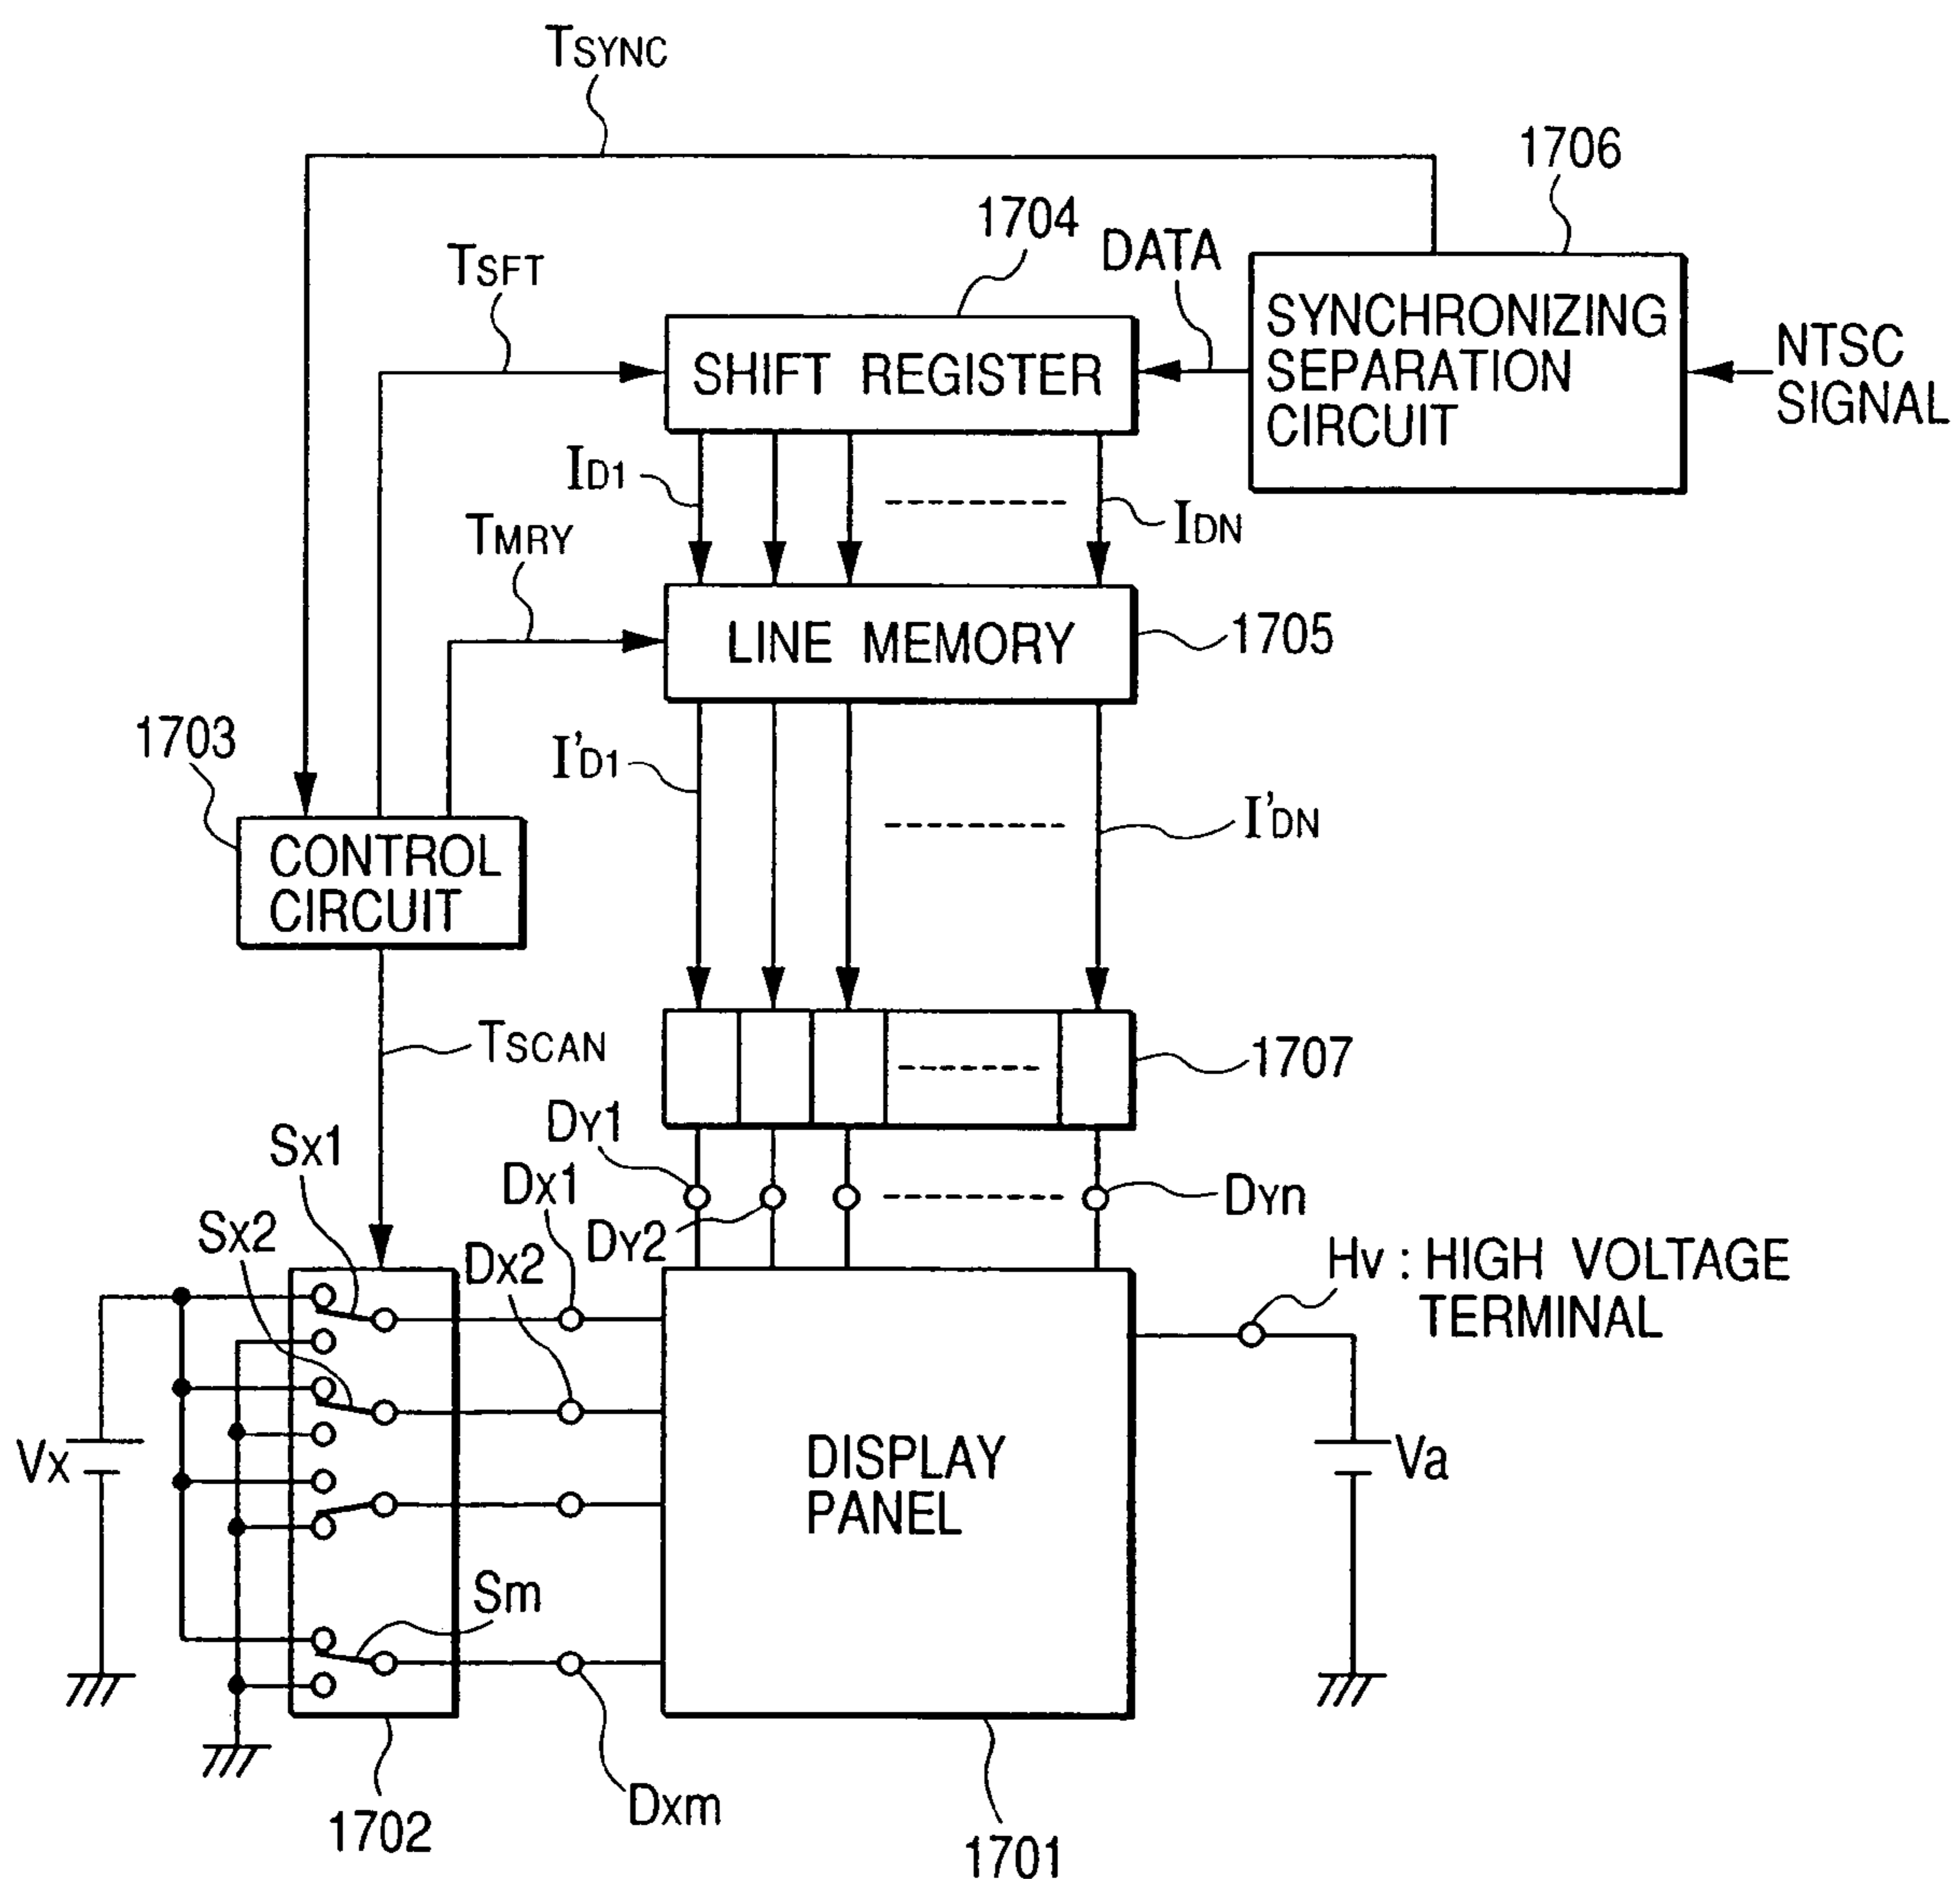 TSYNC
1706
1704
DATA
TSFT
SYNCHRONIZING
SEPARATION
CIRCUIT
NTSC
SIGNAL
SHIFT REGISTER
ID1
IDN
TMRY
LINE MEMORY
1705
1703
I'D1
I'DN
CONTROL
CIRCUIT
TSCAN
1707
DY1
SX1
DX1
DYn
SX2
DY2
DX2
Hv : HIGH VOLTAGE
TERMINAL
VX
DISPLAY
PANEL
Va
Sm
DXm
1702
1701